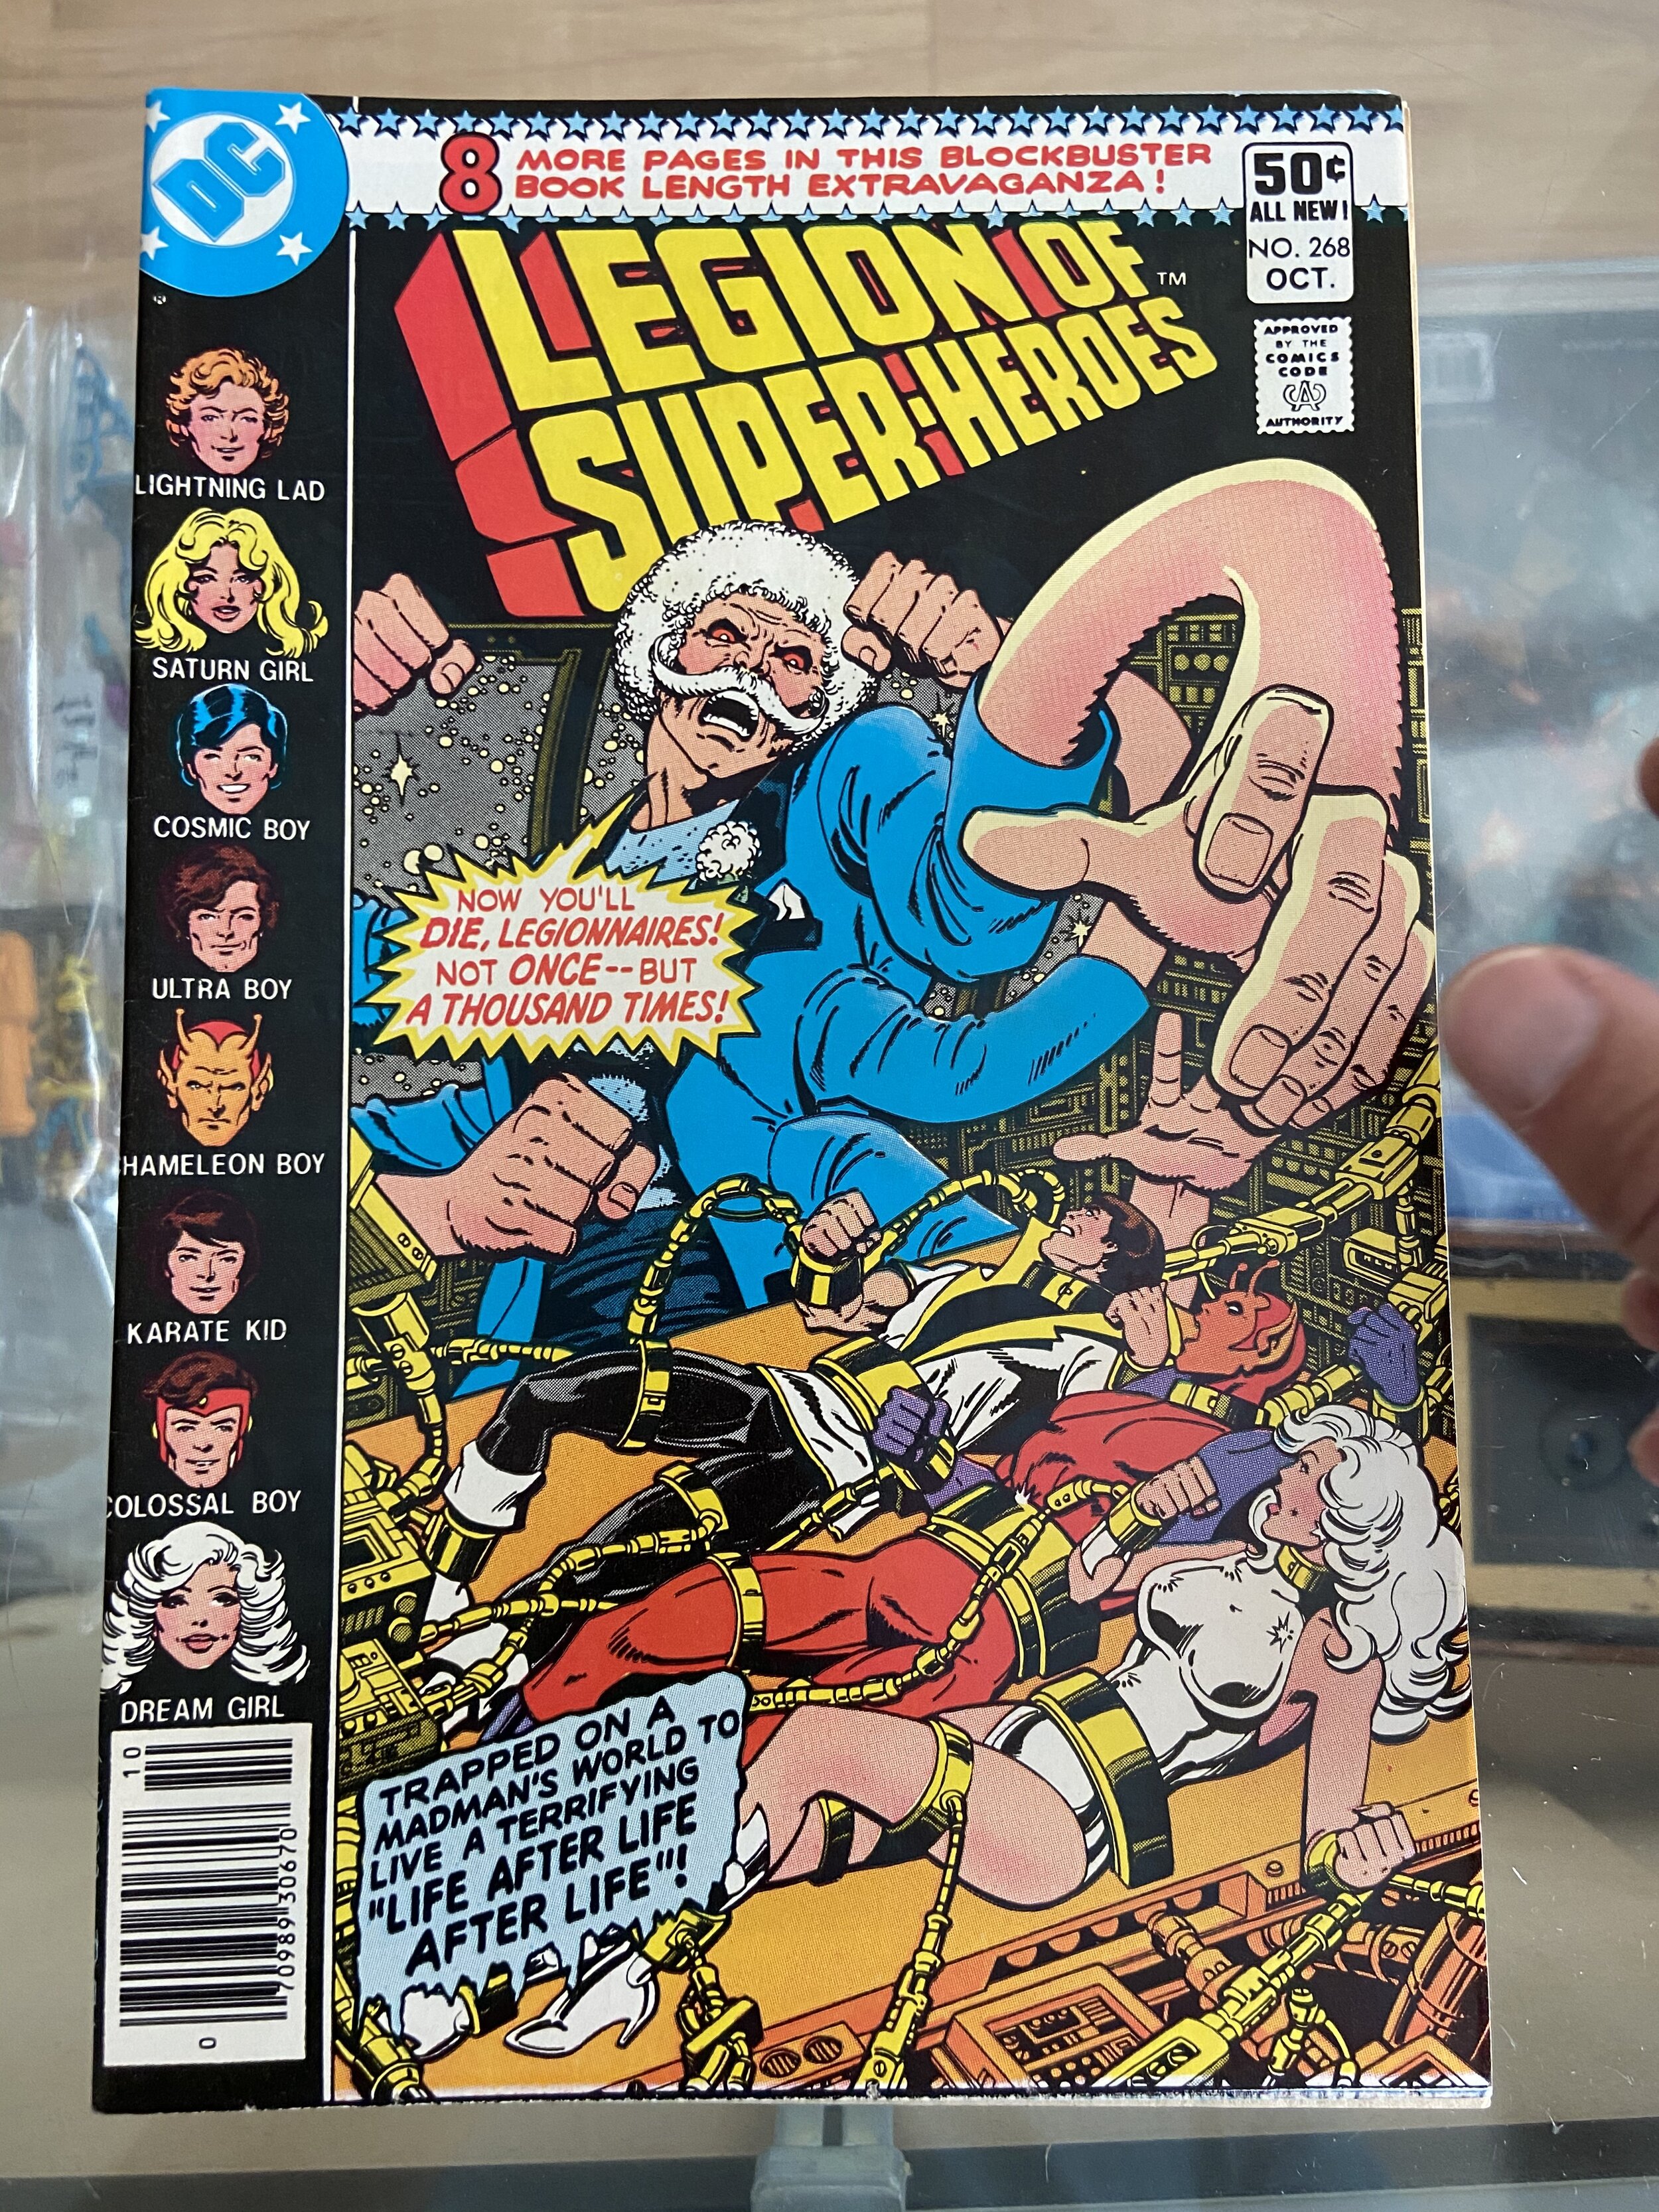 DC
8 MORE PAGES IN THIS BLOCKBUSTER
BOOK LENGTH EXTRAVAGANZA!
50¢
ALL NEW!
NO. 268
OCT.
APPROVED
BY THE
COMICS
CODE
CA
AUTHORITY
LEGION OF
SUPER-HEROES
TM
®
LIGHTNING LAD
SATURN GIRL
COSMIC BOY
ULTRA BOY
HAMELEON BOY
KARATE KID
COLOSSAL BOY
DREAM GIRL
NOW YOU'LL
DIE, LEGIONNAIRES!
NOT ONCE--BUT
A THOUSAND TIMES!
TRAPPED ON A
MADMAN'S WORLD TO
LIVE A TERRIFYING
"LIFE AFTER LIFE
AFTER LIFE"!
10
70989 30670
0